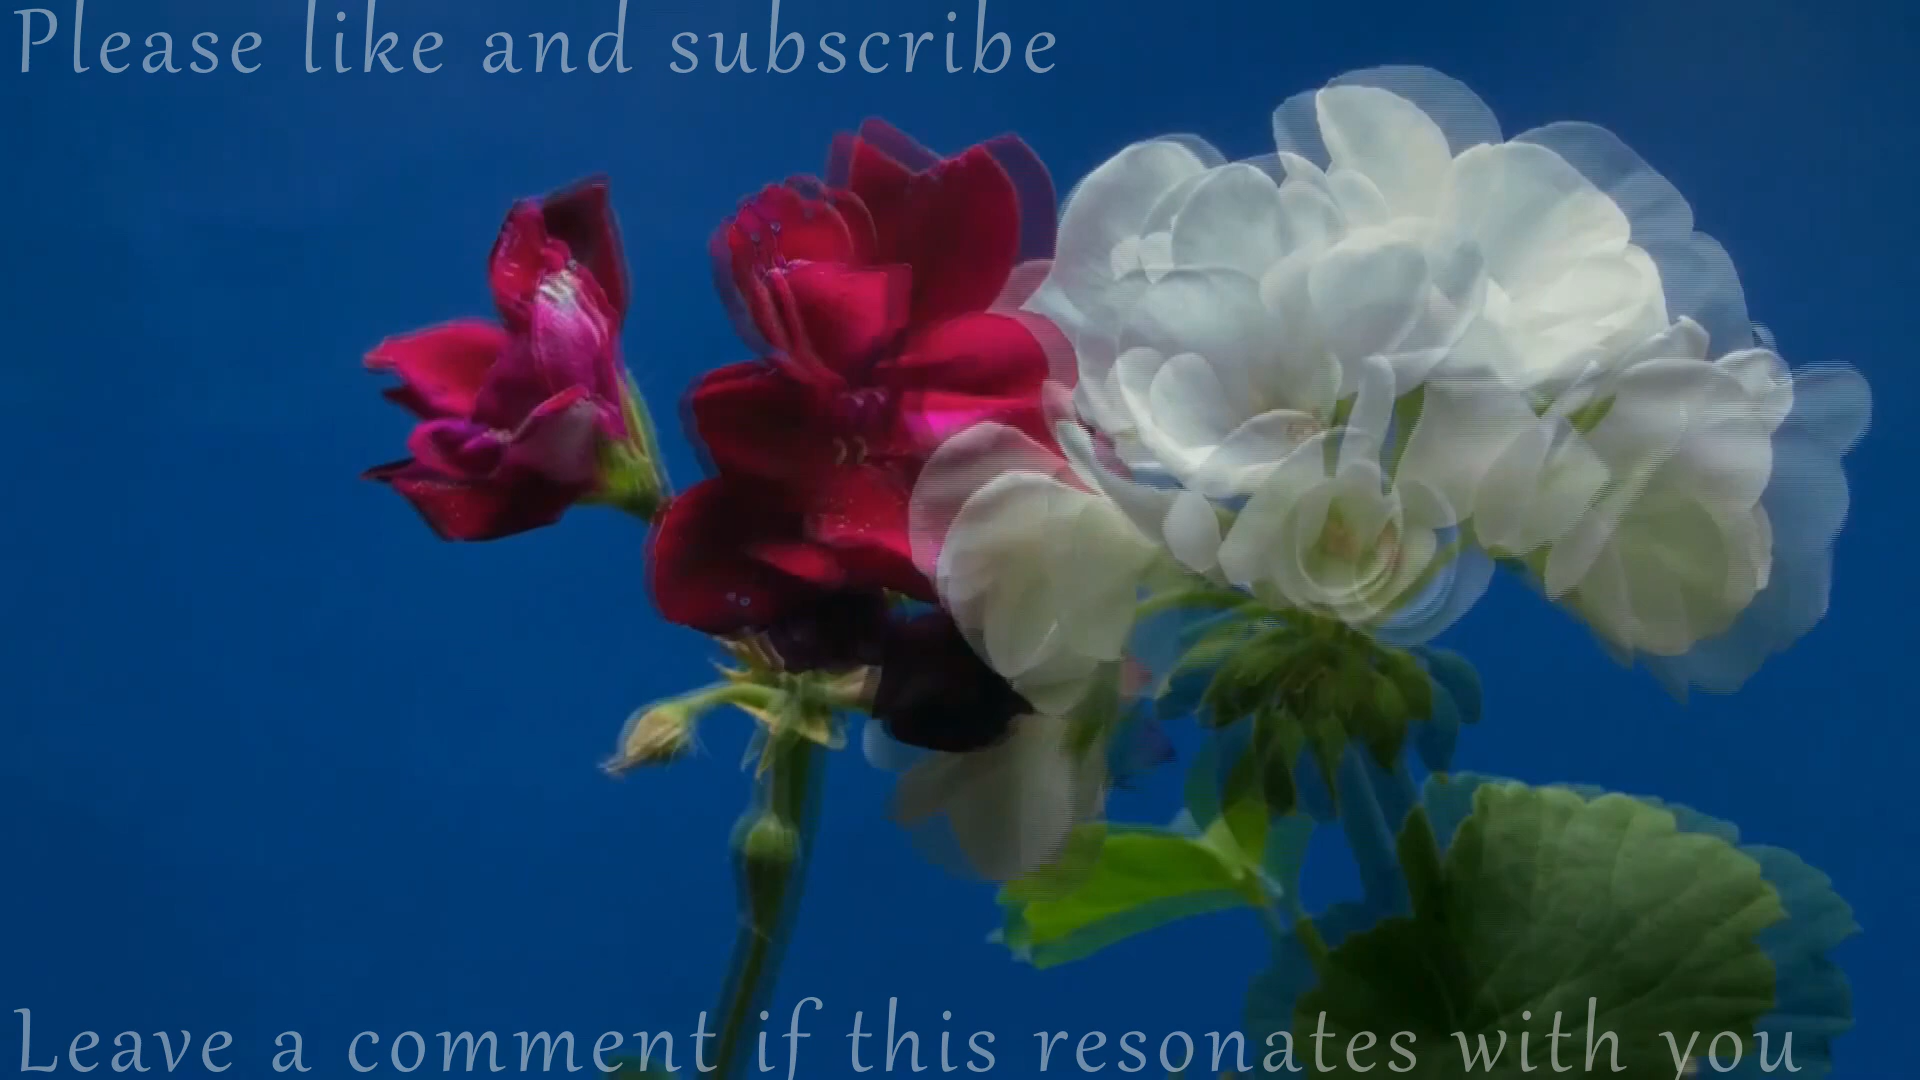 Please like and subscribe
Leave a comment if this resonates with you